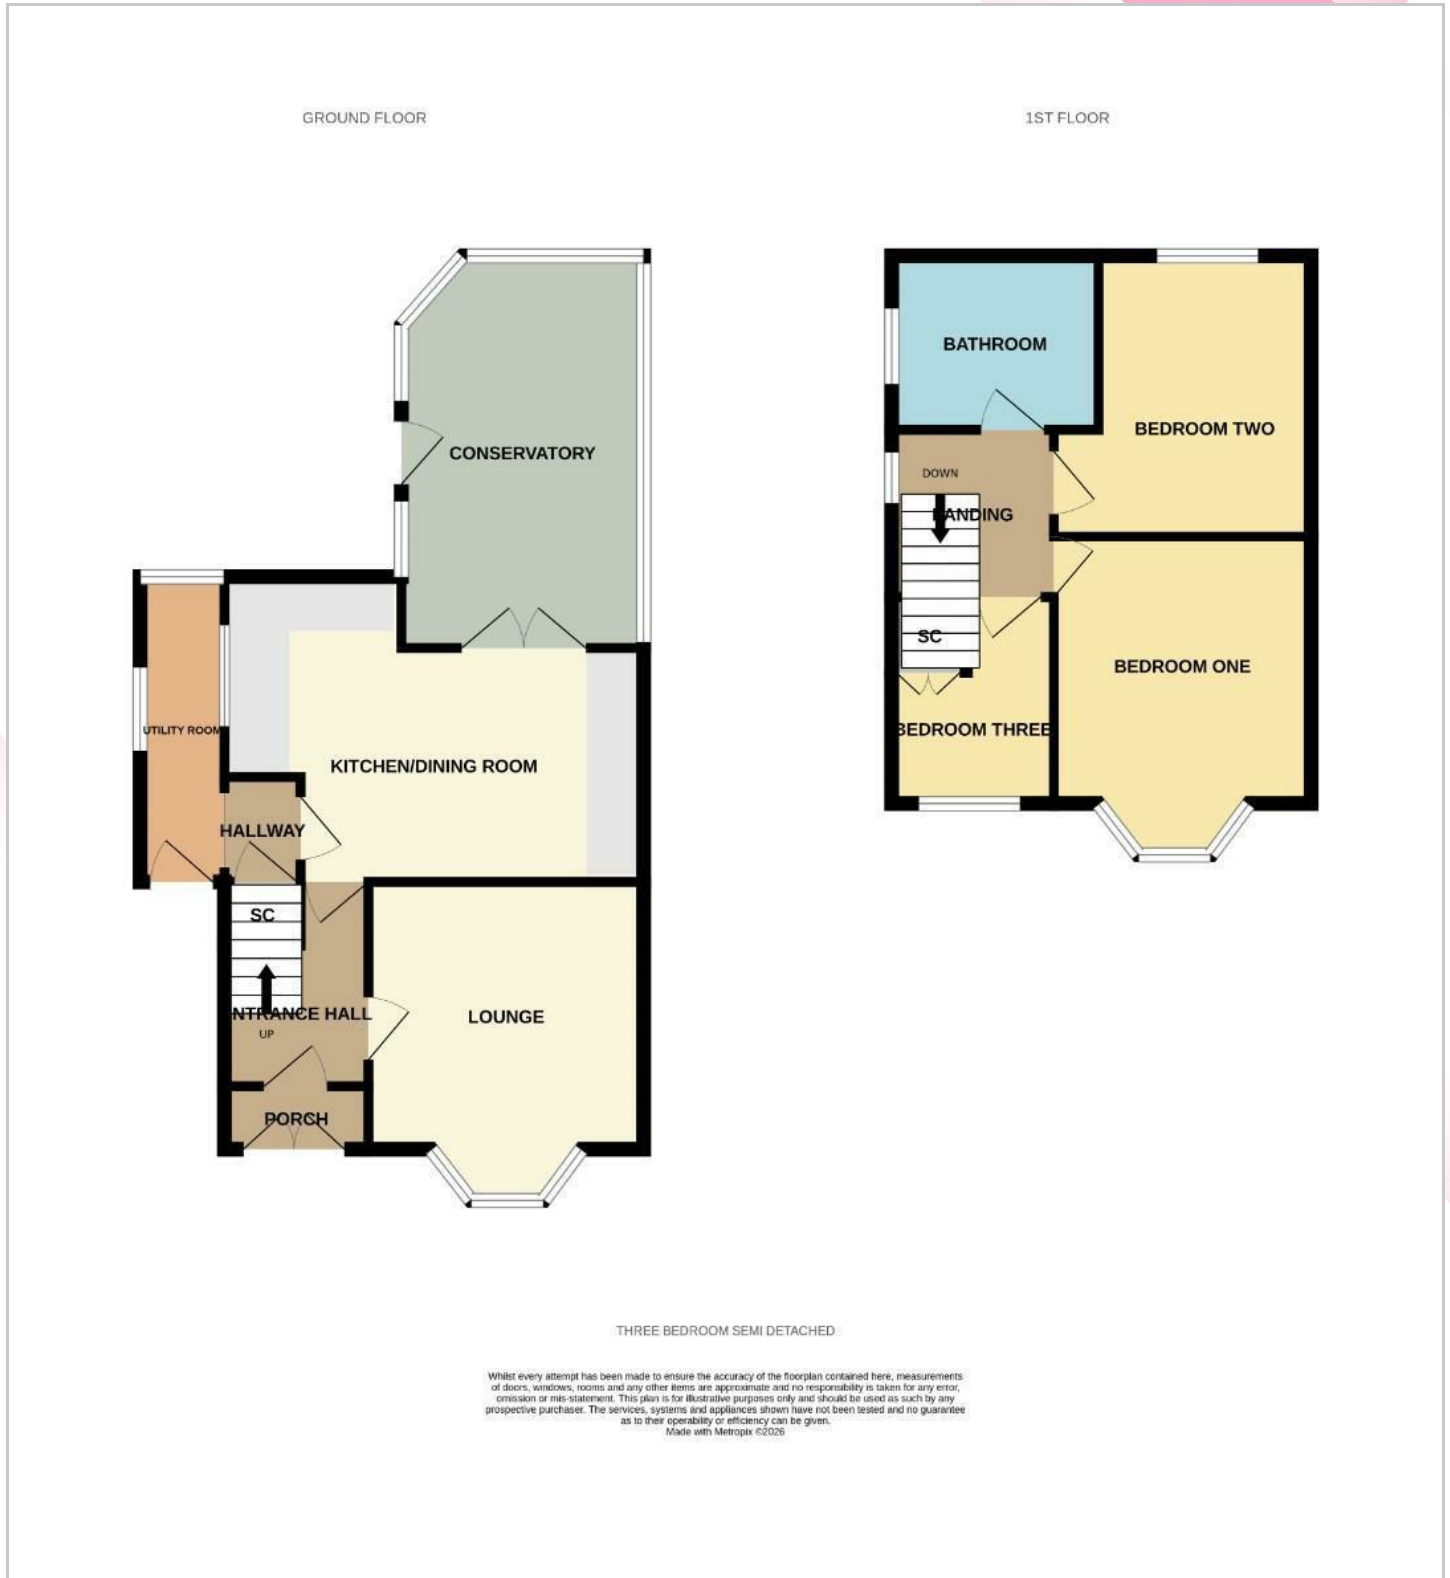 GROUND FLOOR
1ST FLOOR
CONSERVATORY
UTILITY ROOM
KITCHEN/DINING ROOM
HALLWAY
SC
NTRANCE HALL
UP
LOUNGE
PORCH
BATHROOM
BEDROOM TWO
DOWN
LANDING
SC
BEDROOM ONE
BEDROOM THREE
THREE BEDROOM SEMI DETACHED
Whilst every attempt has been made to ensure the accuracy of the floorplan contained here, measurements
of doors, windows, rooms and any other items are approximate and no responsibility is taken for any error,
omission or mis-statement. This plan is for illustrative purposes only and should be used as such by any
prospective purchaser. The services, systems and appliances shown have not been tested and no guarantee
as to their operability or efficiency can be given.
Made with Metropix ©2026